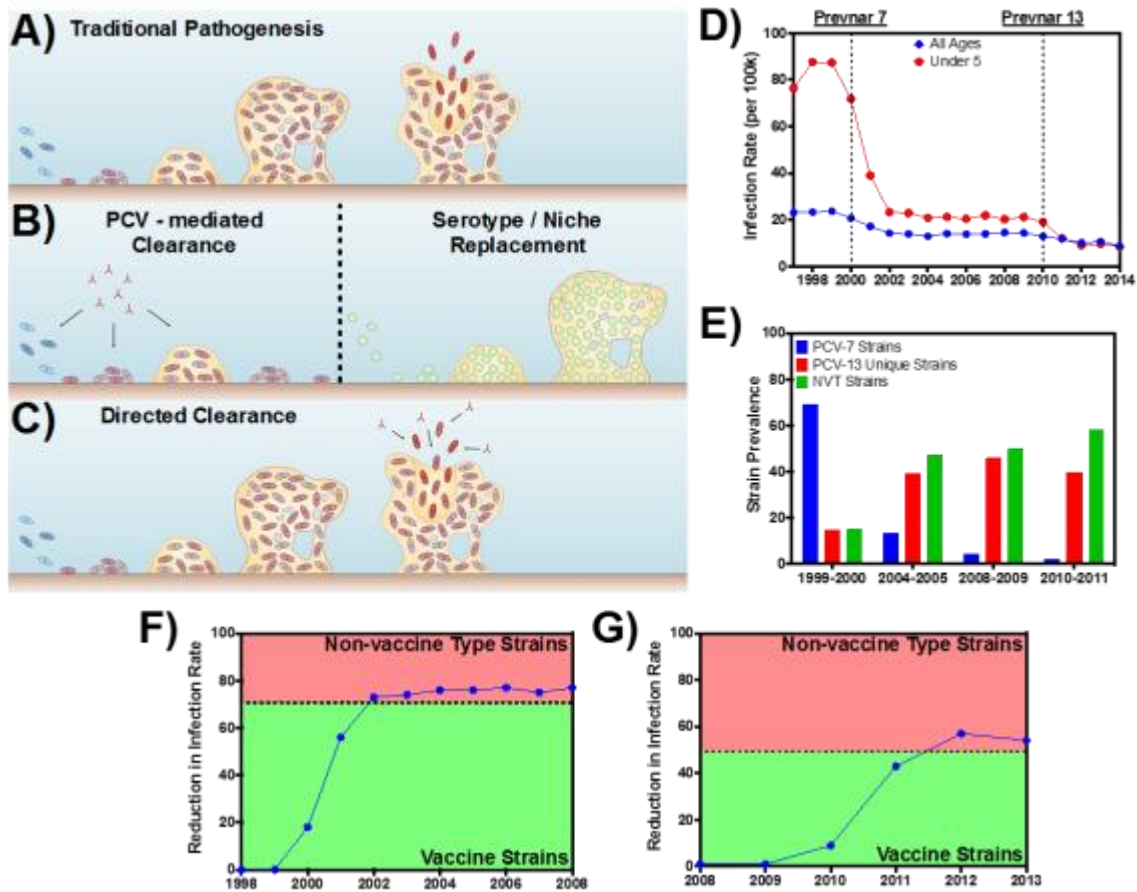 A)
Traditional Pathogenesis
B)
PCV - mediated
Clearance
Serotype / Niche
Replacement
C)
Directed Clearance
D)
Prevnar 7
Prevnar 13
All Ages
Under 5
Infection Rate (per 100k)
100
80
60
40
20
0
1998 2000 2002 2004 2006 2008 2010 2012 2014
E)
PCV-7 Strains
PCV-13 Unique Strains
NVT Strains
Strain Prevalence
100
80
60
40
20
0
1999-2000 2004-2005 2008-2009 2010-2011
F)
Non-vaccine Type Strains
Vaccine Strains
Reduction in Infection Rate
100
80
60
40
20
0
1998 2000 2002 2004 2006 2008
G)
Non-vaccine Type Strains
Vaccine Strains
Reduction in Infection Rate
100
80
60
40
20
0
2008 2009 2010 2011 2012 2013